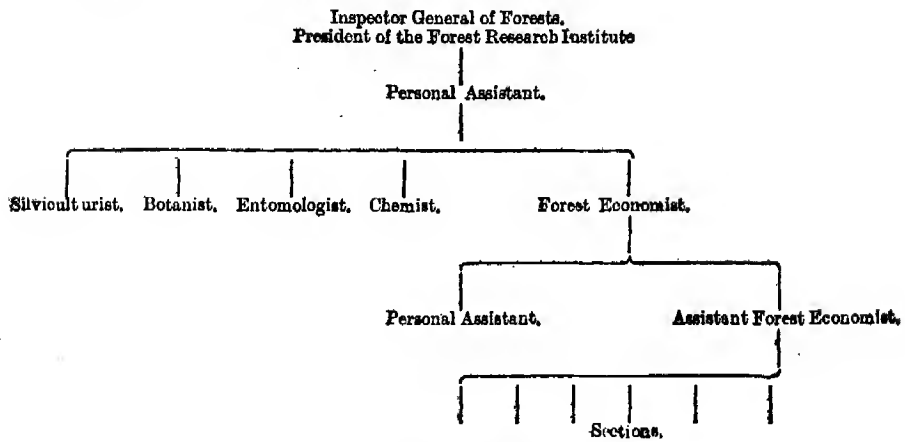 Inspector General of Forests.
President of the Forest Research Institute
Personal Assistant.
Silviculturist. Botanist. Entomologist. Chemist. Forest Economist.
Personal Assistant. Assistant Forest Economist.
Sections.